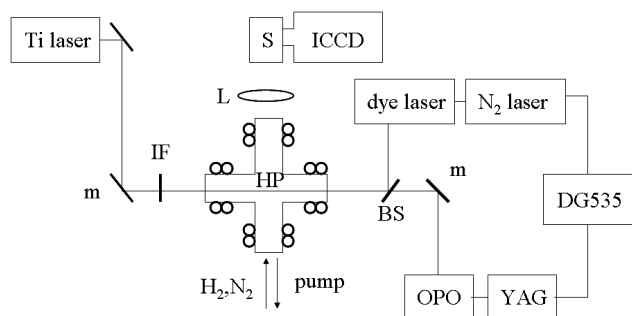 Ti laser
S
ICCD
L
dye laser
N₂ laser
IF
HP
m
m
BS
DG535
H₂,N₂
pump
OPO
YAG